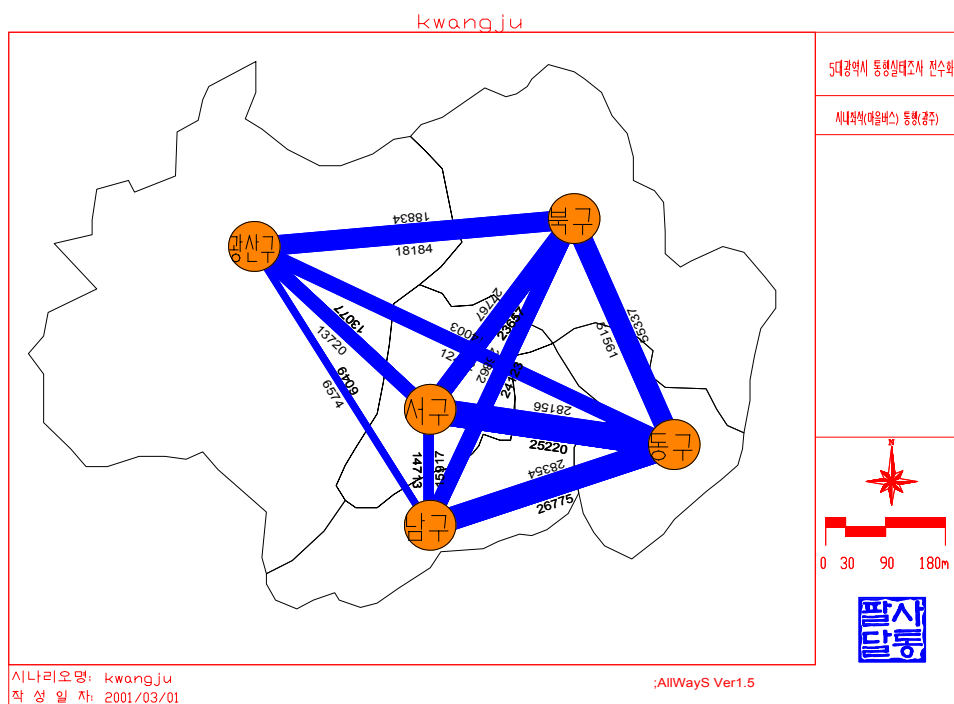 kwangju
5대광역시 통행실태조사 전수화
시내좌석(마을버스) 통행(광주)
북구
18834
광산구
18184
13077
13720
55337
51561
23657
24123
6049
6574
서구
28156
25220
동구
14713
15917
28354
26775
남구
N
0 30 90 180m
팔사
달통
시나리오명: kwangju
작 성 일 자: 2001/03/01
;AllWayS Ver1.5